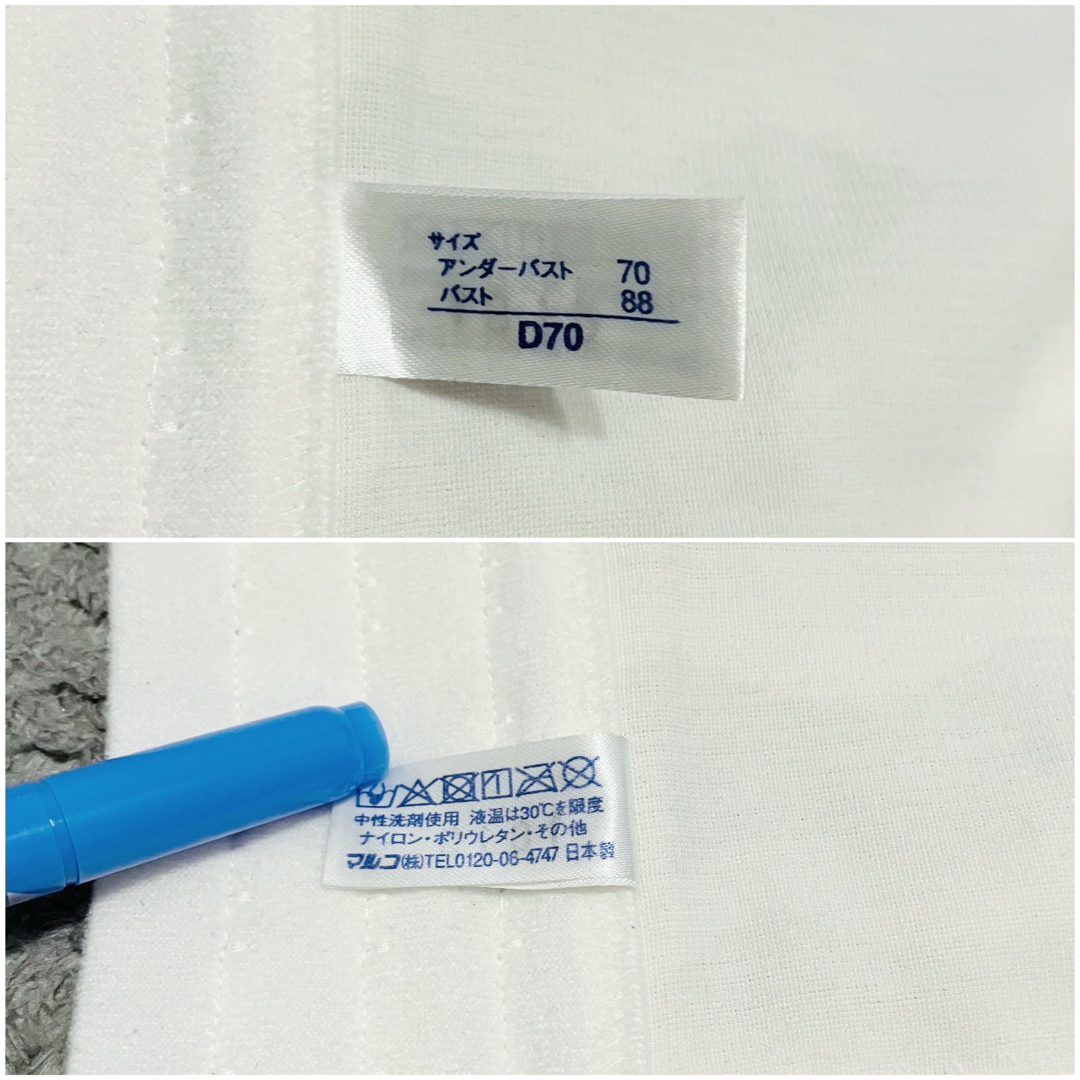 サイズ
アンダーバスト 70
バスト 88
D70
中性洗剤使用 液温は30℃を限度
ナイロン・ポリウレタン・その他
マルコ(株)TEL0120-06-4747 日本製